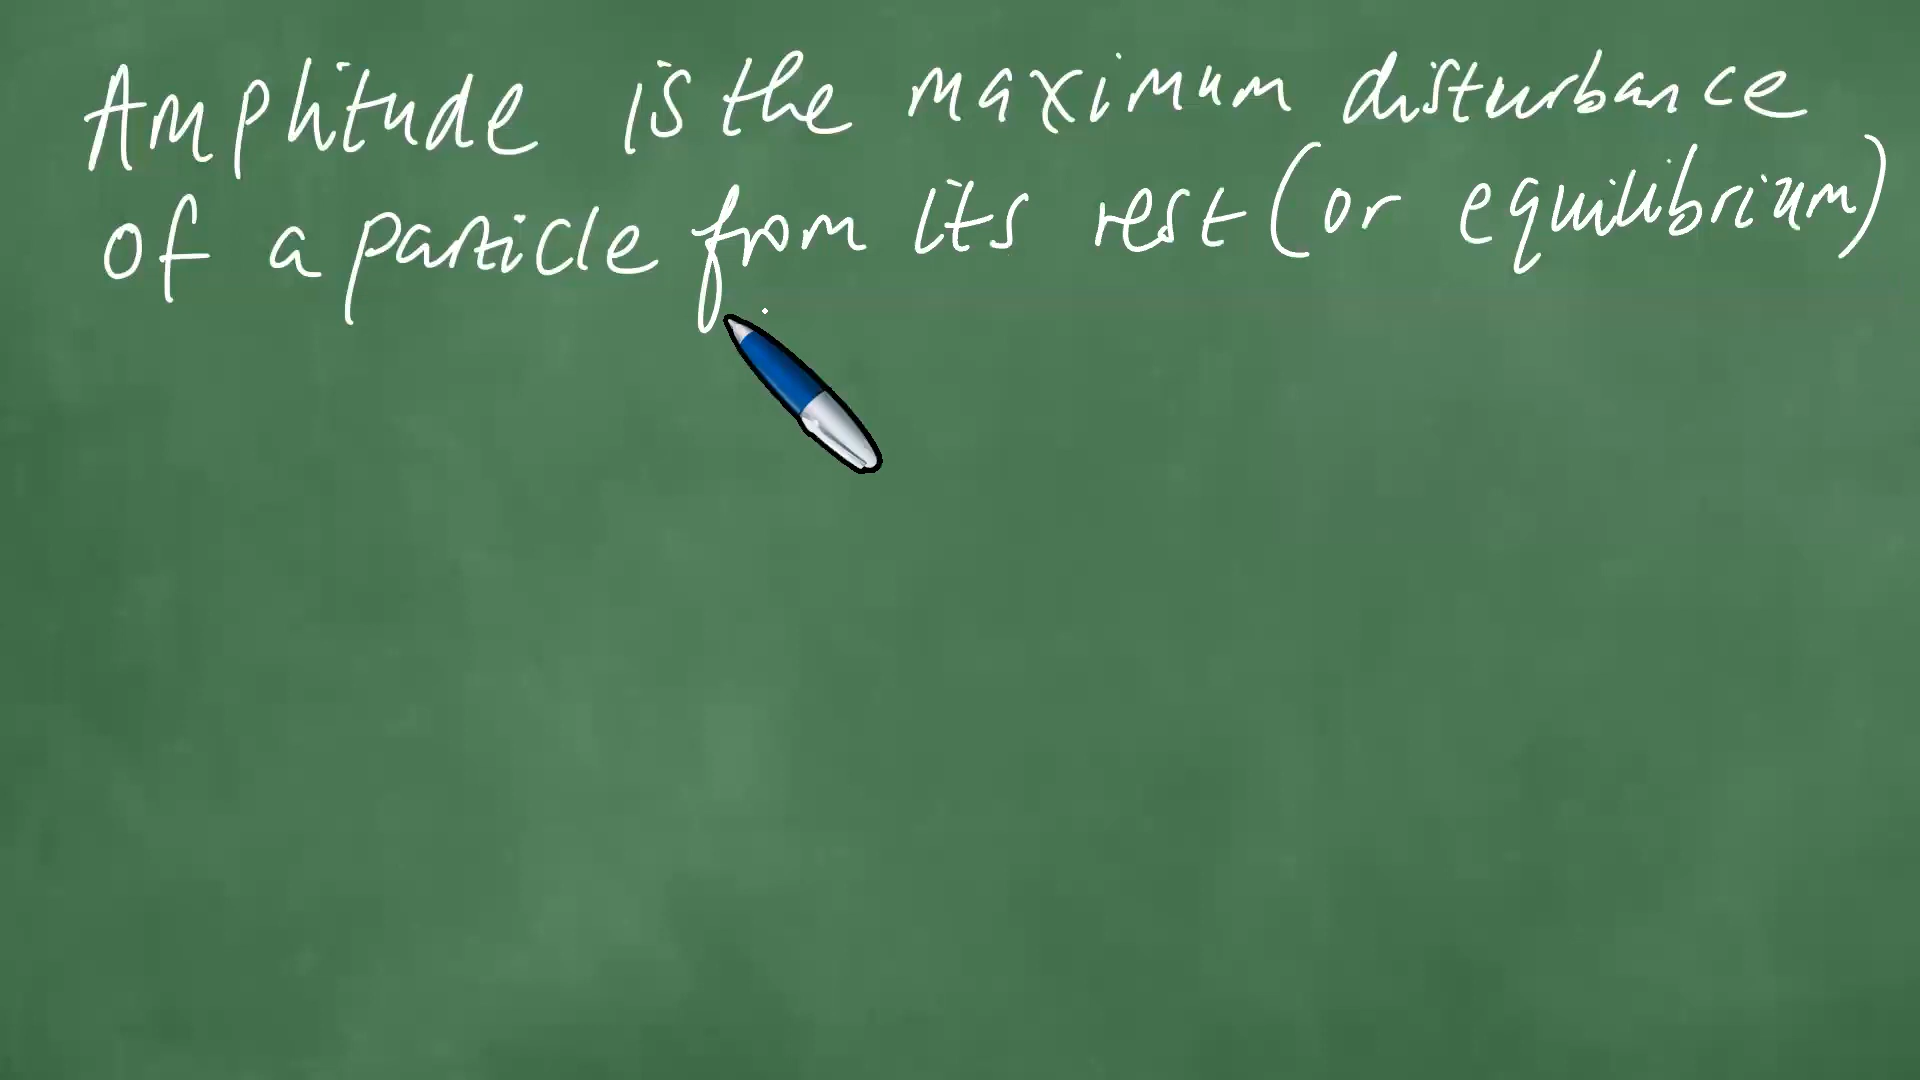 Amplitude is the maximum disturbance
of a particle from its rest (or equilibrium)